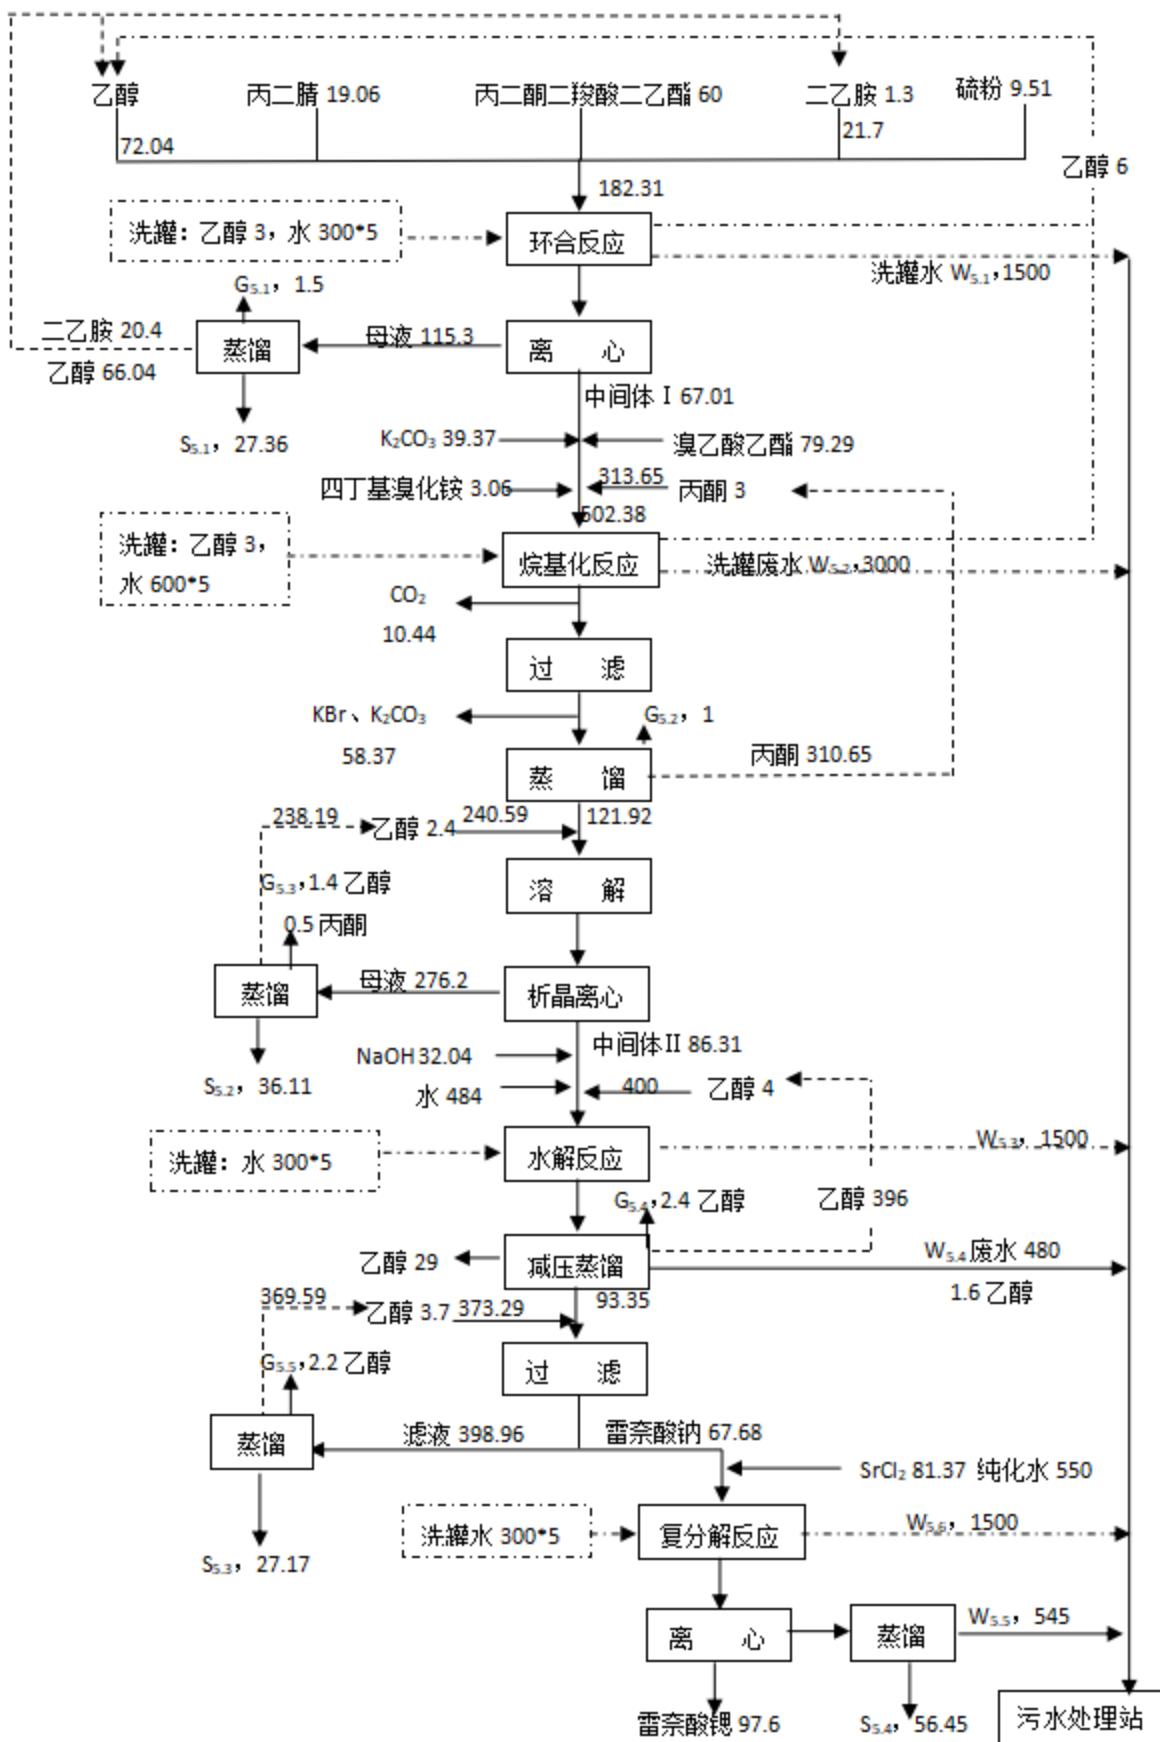 乙醇
丙二腈 19.06
丙二酮二羧酸二乙酯 60
二乙胺 1.3
硫粉 9.51
72.04
21.7
乙醇 6
182.31
洗罐：乙醇 3，水 300*5
环合反应
洗罐水 W5.1，1500
G5.1，1.5
二乙胺 20.4
乙醇 66.04
蒸馏
母液 115.3
离 心
中间体Ⅰ 67.01
S5.1，27.36
K2CO3 39.37
溴乙酸乙酯 79.29
四丁基溴化铵 3.06
313.65
丙酮 3
502.38
洗罐：乙醇 3，
水 600*5
烷基化反应
洗罐废水 W5.2，3000
CO2
10.44
过 滤
KBr、K2CO3
58.37
G5.2，1
蒸 馏
丙酮 310.65
238.19
乙醇 2.4
240.59
121.92
溶 解
G5.3，1.4 乙醇
0.5 丙酮
蒸馏
母液 276.2
析晶离心
中间体Ⅱ 86.31
S5.2，36.11
NaOH 32.04
水 484
400
乙醇 4
洗罐：水 300*5
水解反应
W5.3，1500
G5.4，2.4 乙醇
乙醇 396
乙醇 29
减压蒸馏
W5.4 废水 480
1.6 乙醇
369.59
乙醇 3.7
373.29
93.35
过 滤
G5.5，2.2 乙醇
蒸馏
滤液 398.96
雷奈酸钠 67.68
SrCl2 81.37 纯化水 550
S5.3，27.17
洗罐水 300*5
复分解反应
W5.6，1500
离 心
蒸馏
W5.5，545
雷奈酸锶 97.6
S5.4，56.45
污水处理站